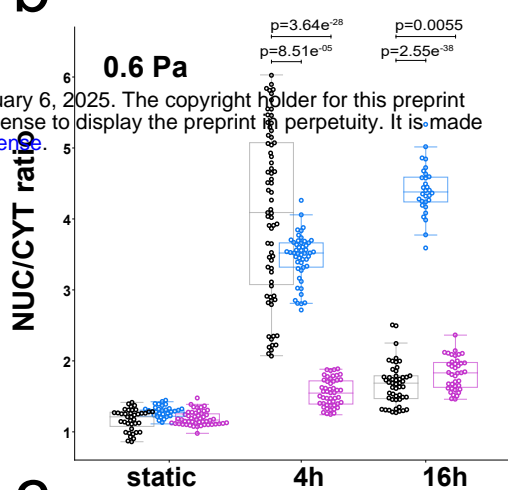 b
p=3.64e⁻²⁸ p=0.0055
p=8.51e⁻⁰⁵ p=2.55e⁻³⁸
0.6 Pa
uary 6, 2025. The copyright holder for this preprint
ense to display the preprint in perpetuity. It is made
ense.
NUC/CYT ratio
6
5
4
3
2
1
static 4h 16h